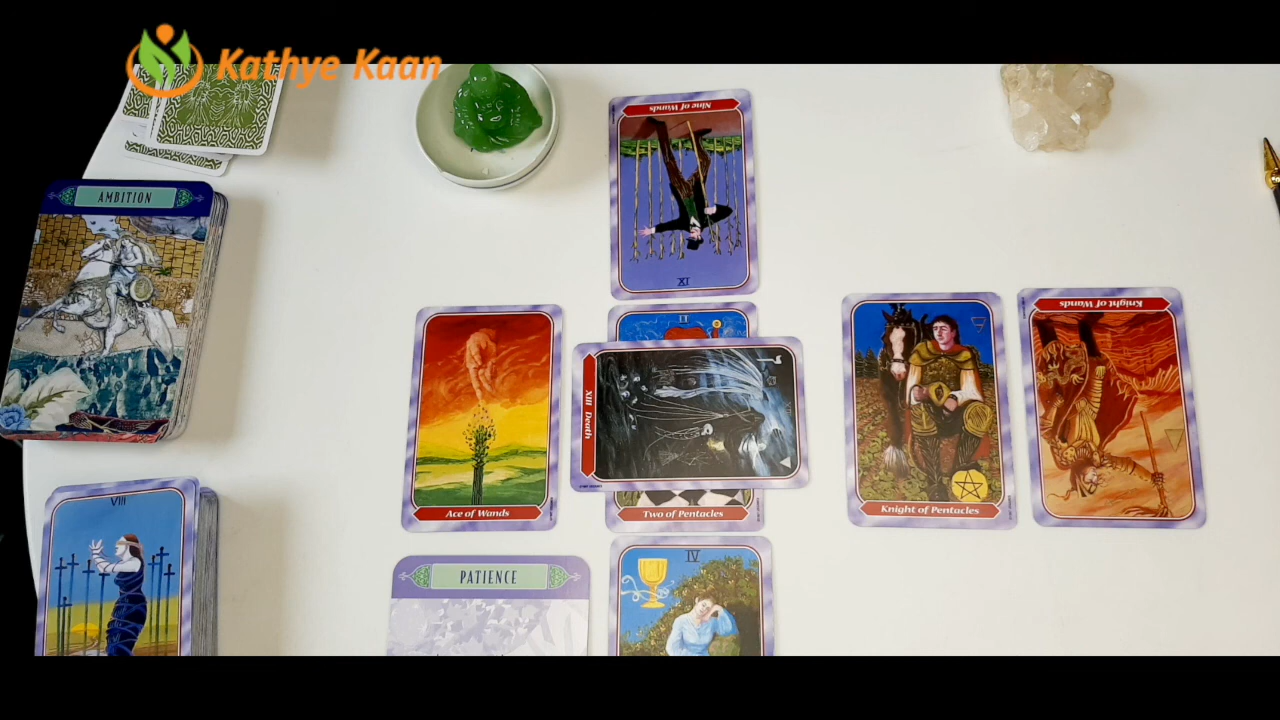 Kathye Kaan
AMBITION
Nine of Wands
IX
II
XIII Death
Ace of Wands
Two of Pentacles
Knight of Pentacles
Knight of Wands
VIII
PATIENCE
IV